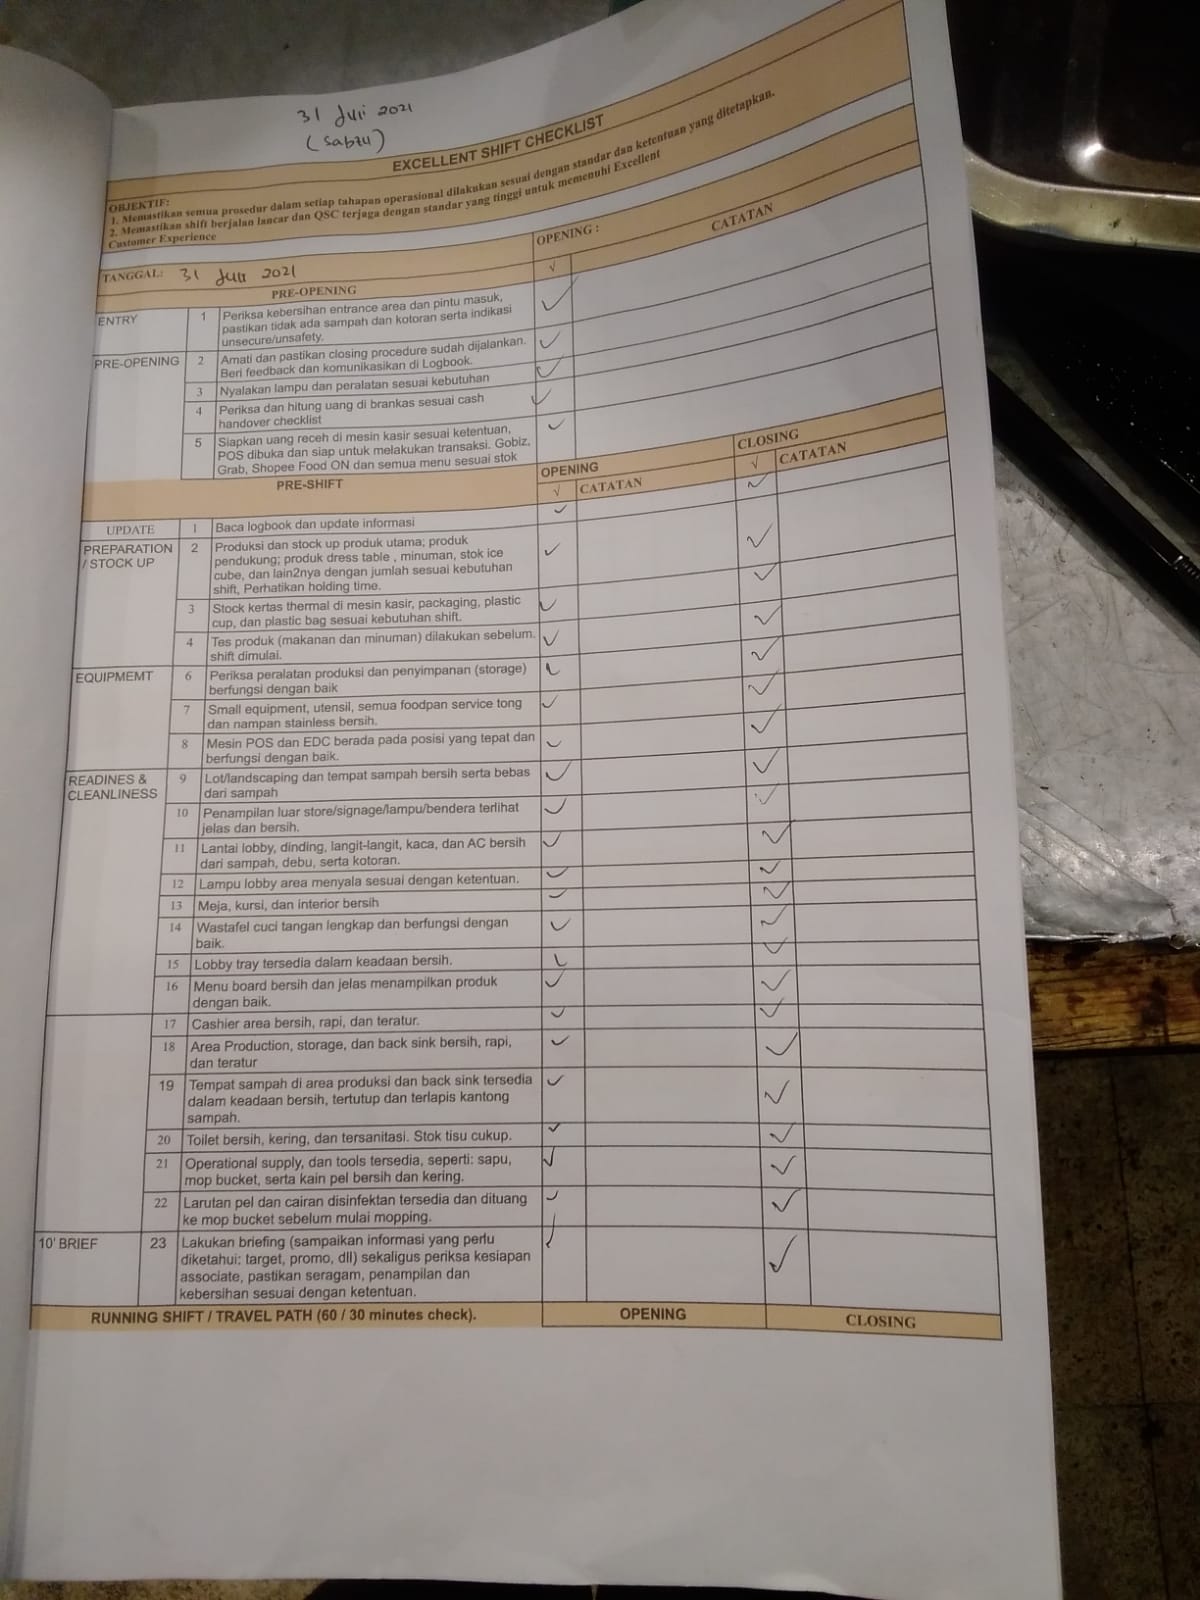 31 Juli 2021
(Sabtu)
EXCELLENT SHIFT CHECKLIST
OBJEKTIF:
1. Memastikan semua prosedur dalam setiap tahapan operasional dilakukan sesuai dengan standar dan ketentuan yang ditetapkan.
2. Memastikan shift berjalan lancar dan QSC terjaga dengan standar yang tinggi untuk memenuhi Excellent
Customer Experience
TANGGAL: 31 Juli 2021
OPENING :
PRE-OPENING
√ CATATAN
ENTRY 1 Periksa kebersihan entrance area dan pintu masuk,
pastikan tidak ada sampah dan kotoran serta indikasi
unsecure/unsafety. ✓
PRE-OPENING 2 Amati dan pastikan closing procedure sudah dijalankan.
Beri feedback dan komunikasikan di Logbook. ✓
3 Nyalakan lampu dan peralatan sesuai kebutuhan ✓
4 Periksa dan hitung uang di brankas sesuai cash
handover checklist ✓
5 Siapkan uang receh di mesin kasir sesuai ketentuan,
POS dibuka dan siap untuk melakukan transaksi. Gobiz,
Grab, Shopee Food ON dan semua menu sesuai stok ✓
PRE-SHIFT
OPENING CLOSING
√ CATATAN √ CATATAN
UPDATE 1 Baca logbook dan update informasi ✓ ✓
PREPARATION
/ STOCK UP
2 Produksi dan stock up produk utama; produk
pendukung; produk dress table , minuman, stok ice
cube, dan lain2nya dengan jumlah sesuai kebutuhan
shift, Perhatikan holding time. ✓ ✓
3 Stock kertas thermal di mesin kasir, packaging, plastic
cup, dan plastic bag sesuai kebutuhan shift. ✓ ✓
4 Tes produk (makanan dan minuman) dilakukan sebelum.
shift dimulai. ✓ ✓
EQUIPMEMT 6 Periksa peralatan produksi dan penyimpanan (storage)
berfungsi dengan baik ✓ ✓
7 Small equipment, utensil, semua foodpan service tong
dan nampan stainless bersih. ✓ ✓
8 Mesin POS dan EDC berada pada posisi yang tepat dan
berfungsi dengan baik. ✓ ✓
READINES &
CLEANLINESS
9 Lot/landscaping dan tempat sampah bersih serta bebas
dari sampah ✓ ✓
10 Penampilan luar store/signage/lampu/bendera terlihat
jelas dan bersih. ✓ ✓
11 Lantai lobby, dinding, langit-langit, kaca, dan AC bersih
dari sampah, debu, serta kotoran. ✓ ✓
12 Lampu lobby area menyala sesuai dengan ketentuan. ✓ ✓
13 Meja, kursi, dan interior bersih ✓ ✓
14 Wastafel cuci tangan lengkap dan berfungsi dengan
baik. ✓ ✓
15 Lobby tray tersedia dalam keadaan bersih. ✓ ✓
16 Menu board bersih dan jelas menampilkan produk
dengan baik. ✓ ✓
17 Cashier area bersih, rapi, dan teratur. ✓ ✓
18 Area Production, storage, dan back sink bersih, rapi,
dan teratur ✓ ✓
19 Tempat sampah di area produksi dan back sink tersedia
dalam keadaan bersih, tertutup dan terlapis kantong
sampah. ✓ ✓
20 Toilet bersih, kering, dan tersanitasi. Stok tisu cukup. ✓ ✓
21 Operational supply, dan tools tersedia, seperti: sapu,
mop bucket, serta kain pel bersih dan kering. ✓ ✓
22 Larutan pel dan cairan disinfektan tersedia dan dituang
ke mop bucket sebelum mulai mopping. ✓ ✓
10' BRIEF 23 Lakukan briefing (sampaikan informasi yang perlu
diketahui: target, promo, dll) sekaligus periksa kesiapan
associate, pastikan seragam, penampilan dan
kebersihan sesuai dengan ketentuan. ✓ ✓
RUNNING SHIFT / TRAVEL PATH (60 / 30 minutes check). OPENING CLOSING